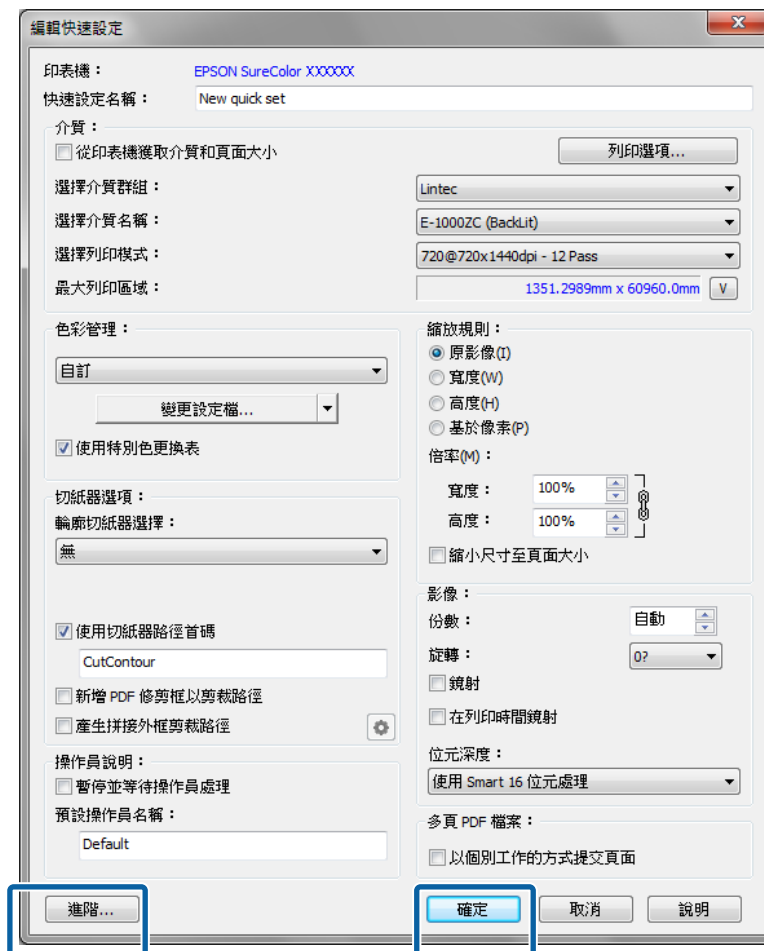 編輯快速設定
印表機： EPSON SureColor XXXXXX
快速設定名稱： New quick set
介質：
從印表機獲取介質和頁面大小 列印選項...
選擇介質群組： Lintec
選擇介質名稱： E-1000ZC (BackLit)
選擇列印模式： 720@720x1440dpi - 12 Pass
最大列印區域： 1351.2989mm x 60960.0mm V
色彩管理：
自訂
變更設定檔...
使用特別色更換表
切紙器選項：
輪廓切紙器選擇：
無
使用切紙器路徑首碼
CutContour
新增 PDF 修剪框以剪裁路徑
產生拼接外框剪裁路徑
操作員說明：
暫停並等待操作員處理
預設操作員名稱：
Default
縮放規則：
原影像(I)
寬度(W)
高度(H)
基於像素(P)
倍率(M)：
寬度： 100%
高度： 100%
縮小尺寸至頁面大小
影像：
份數： 自動
旋轉： 0?
鏡射
在列印時間鏡射
位元深度：
使用 Smart 16 位元處理
多頁 PDF 檔案：
以個別工作的方式提交頁面
進階... 確定 取消 說明